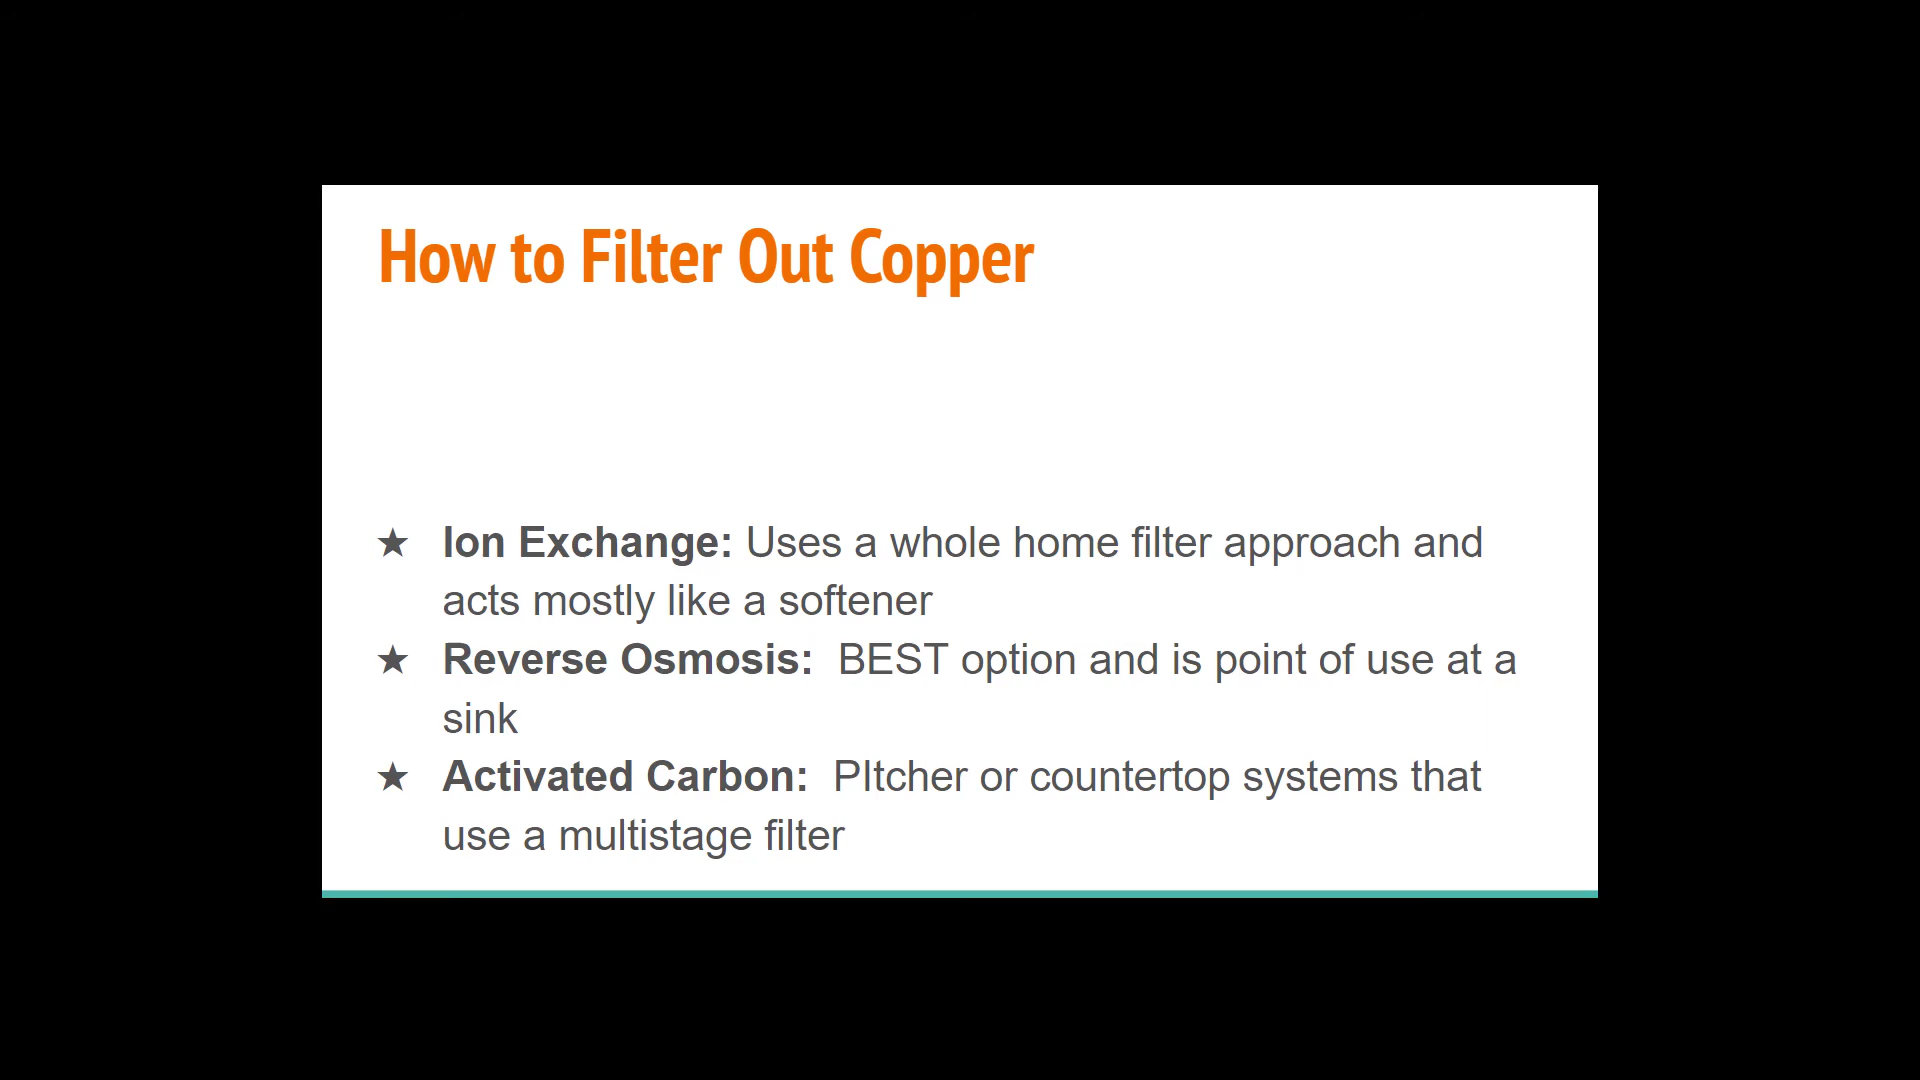 How to Filter Out Copper
★ Ion Exchange: Uses a whole home filter approach and
acts mostly like a softener
★ Reverse Osmosis:  BEST option and is point of use at a
sink
★ Activated Carbon:  PItcher or countertop systems that
use a multistage filter